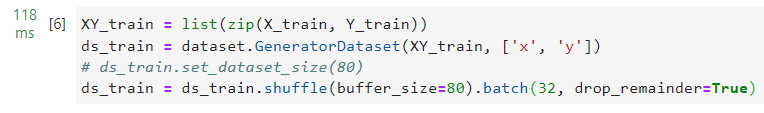 118
ms
[6]
XY_train = list(zip(X_train, Y_train))
ds_train = dataset.GeneratorDataset(XY_train, ['x', 'y'])
# ds_train.set_dataset_size(80)
ds_train = ds_train.shuffle(buffer_size=80).batch(32, drop_remainder=True)